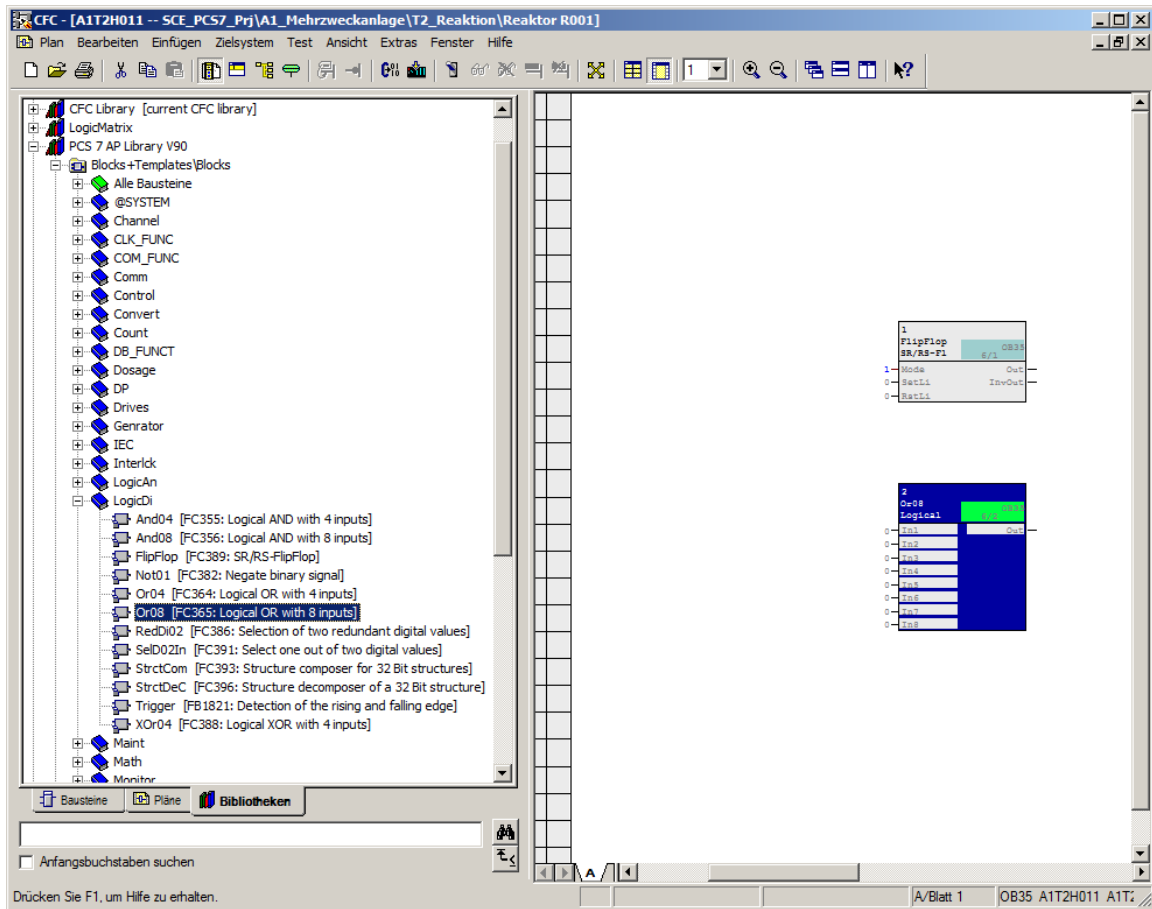 CFC - [A1T2H011 -- SCE_PCS7_Prj\A1_Mehrzweckanlage\T2_Reaktion\Reaktor R001]
Plan Bearbeiten Einfügen Zielsystem Test Ansicht Extras Fenster Hilfe
1
CFC Library [current CFC library]
LogicMatrix
PCS 7 AP Library V90
Blocks+Templates\Blocks
Alle Bausteine
@SYSTEM
Channel
CLK_FUNC
COM_FUNC
Comm
Control
Convert
Count
DB_FUNCT
Dosage
DP
Drives
Genrator
IEC
Interlck
LogicAn
LogicDi
And04 [FC355: Logical AND with 4 inputs]
And08 [FC356: Logical AND with 8 inputs]
FlipFlop [FC389: SR/RS-FlipFlop]
Not01 [FC382: Negate binary signal]
Or04 [FC364: Logical OR with 4 inputs]
Or08 [FC365: Logical OR with 8 inputs]
RedDi02 [FC386: Selection of two redundant digital values]
SelD02In [FC391: Select one out of two digital values]
StrctCom [FC393: Structure composer for 32 Bit structures]
StrctDeC [FC396: Structure decomposer of a 32 Bit structure]
Trigger [FB1821: Detection of the rising and falling edge]
XOr04 [FC388: Logical XOR with 4 inputs]
Maint
Math
Monitor
Bausteine Pläne Bibliotheken
Anfangsbuchstaben suchen
1
FlipFlop
SR/RS-Fl
OB35
6/1
1 Mode Out
0 SetLi InvOut
0 RstLi
2
Or08
Logical
OB35
6/2
0 In1 Out
0 In2
0 In3
0 In4
0 In5
0 In6
0 In7
0 In8
A
Drücken Sie F1, um Hilfe zu erhalten.
A/Blatt 1
OB35 A1T2H011 A1T2